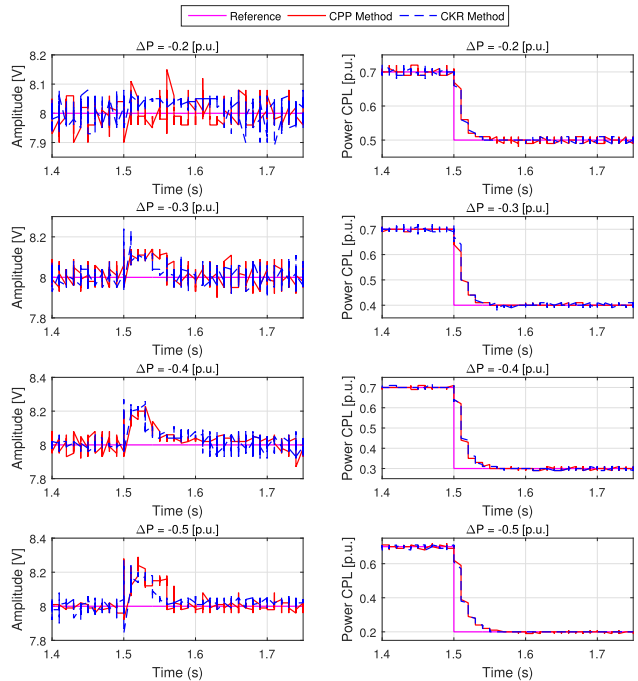 Reference CPP Method CKR Method
ΔP = -0.2 [p.u.]
Amplitude [V]
8.2
8.1
8
7.9
1.4 1.5 1.6 1.7
Time (s)
ΔP = -0.2 [p.u.]
Power CPL [p.u.]
0.7
0.6
0.5
1.4 1.5 1.6 1.7
Time (s)
ΔP = -0.3 [p.u.]
Amplitude [V]
8.2
8
7.8
1.4 1.5 1.6 1.7
Time (s)
ΔP = -0.3 [p.u.]
Power CPL [p.u.]
0.7
0.6
0.5
0.4
1.4 1.5 1.6 1.7
Time (s)
ΔP = -0.4 [p.u.]
Amplitude [V]
8.4
8.2
8
7.8
1.4 1.5 1.6 1.7
Time (s)
ΔP = -0.4 [p.u.]
Power CPL [p.u.]
0.7
0.6
0.5
0.4
0.3
1.4 1.5 1.6 1.7
Time (s)
ΔP = -0.5 [p.u.]
Amplitude [V]
8.4
8.2
8
7.8
1.4 1.5 1.6 1.7
Time (s)
ΔP = -0.5 [p.u.]
Power CPL [p.u.]
0.6
0.4
0.2
1.4 1.5 1.6 1.7
Time (s)